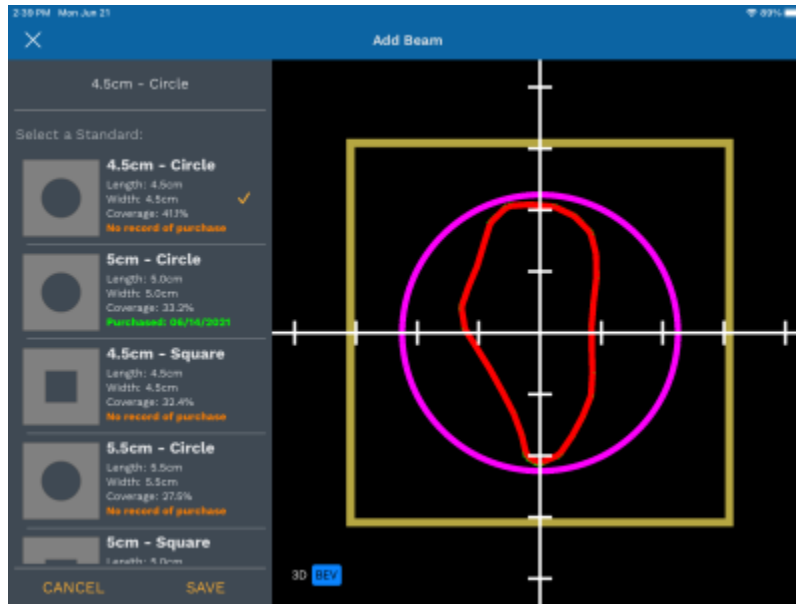 2:39 PM Mon Jun 21
89%
Add Beam
4.5cm - Circle
Select a Standard:
4.5cm - Circle
Length: 4.5cm
Width: 4.5cm
Coverage: 41.1%
No record of purchase
5cm - Circle
Length: 5.0cm
Width: 5.0cm
Coverage: 33.2%
Purchased: 06/14/2021
4.5cm - Square
Length: 4.5cm
Width: 4.5cm
Coverage: 32.4%
No record of purchase
5.5cm - Circle
Length: 5.5cm
Width: 5.5cm
Coverage: 27.5%
No record of purchase
5cm - Square
Length: 5.0cm
3D BEV
CANCEL SAVE